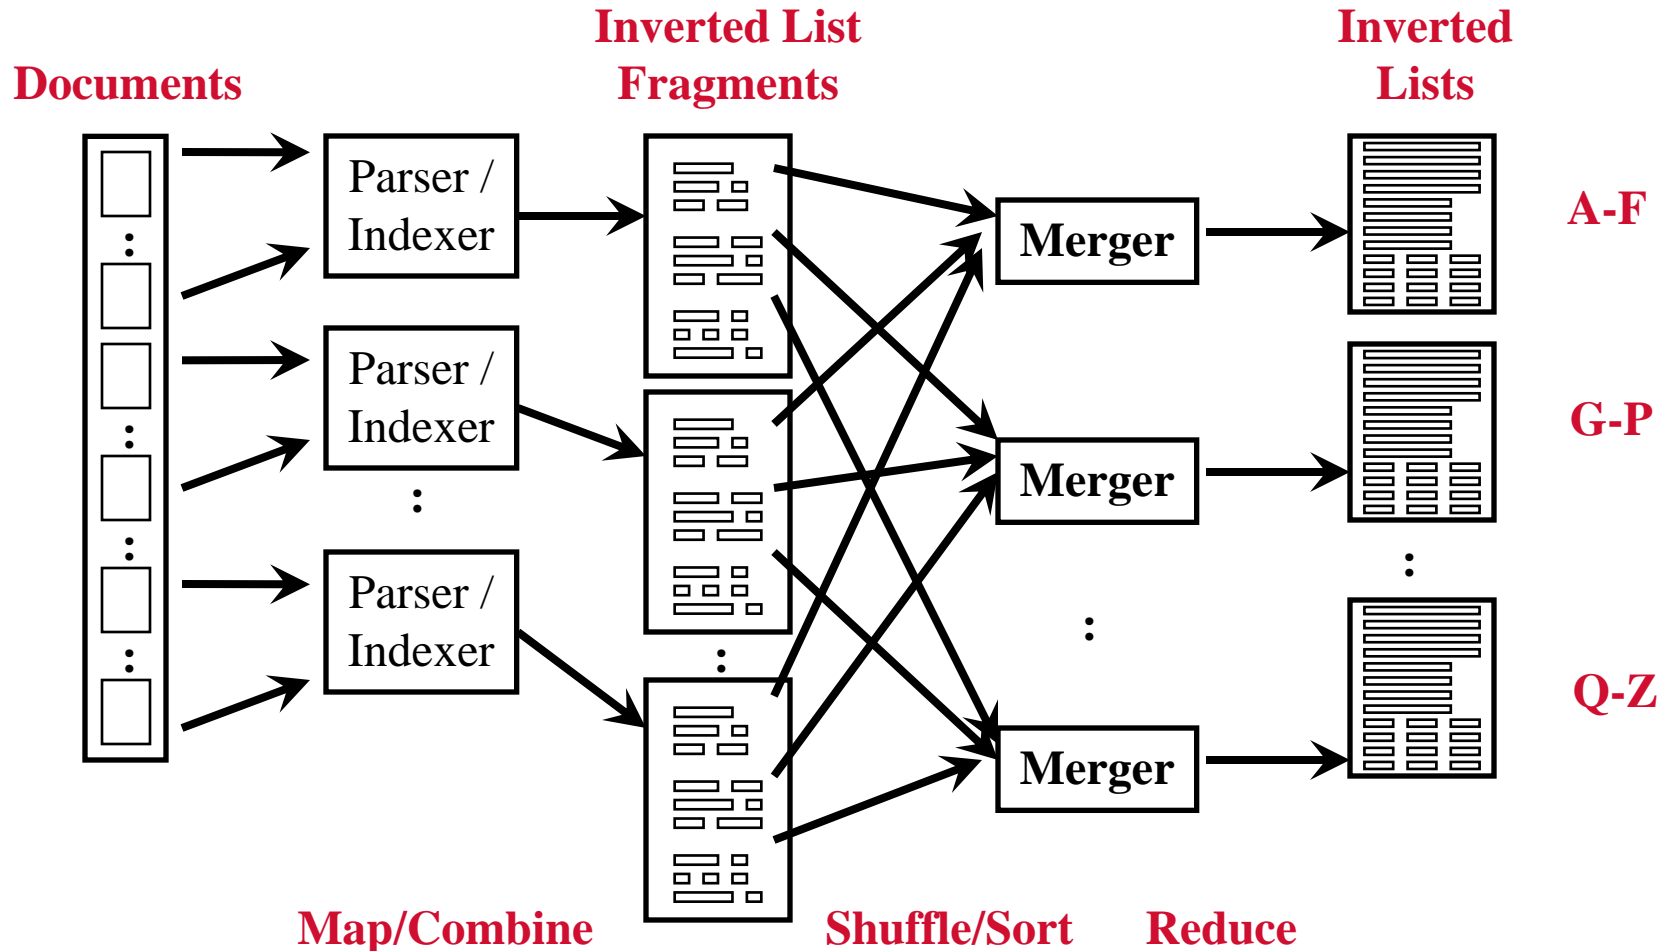 Documents
Inverted List
Fragments
Inverted
Lists
Parser /
Indexer
Parser /
Indexer
:
Parser /
Indexer
:
:
:
:
Merger
Merger
:
Merger
A-F
G-P
:
Q-Z
Map/Combine
Shuffle/Sort
Reduce